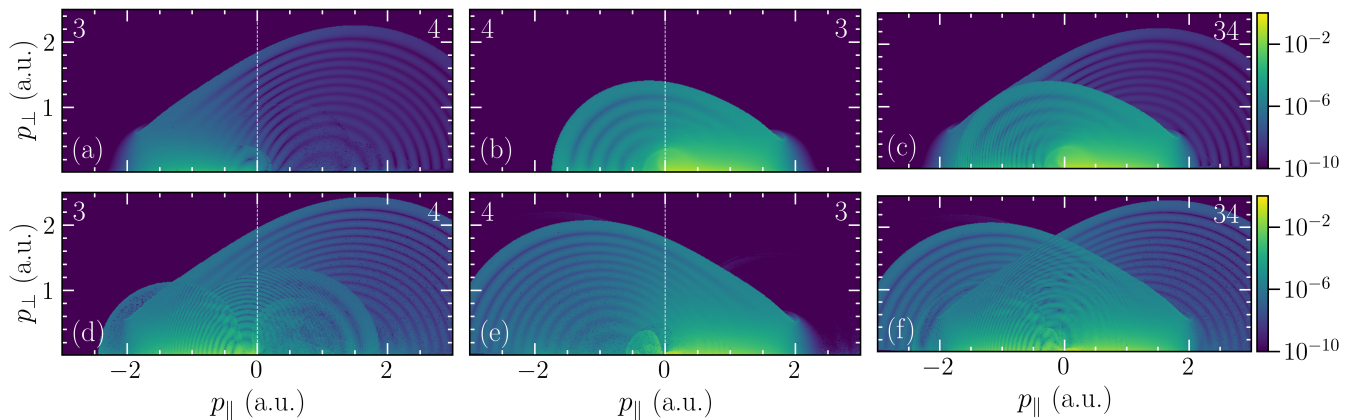 3 4 4 3 34
2
1
p⊥ (a.u.)
(a) (b) (c)
10⁻²
10⁻⁶
10⁻¹⁰
3 4 4 3 34
2
1
p⊥ (a.u.)
(d) (e) (f)
10⁻²
10⁻⁶
10⁻¹⁰
−2 0 2 −2 0 2 −2 0 2
p∥ (a.u.) p∥ (a.u.) p∥ (a.u.)